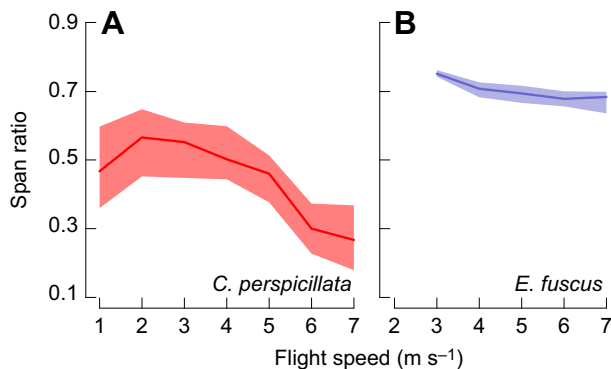 A
B
Span ratio
0.9
0.7
0.5
0.3
0.1
C. perspicillata
E. fuscus
1 2 3 4 5 6 7
2 3 4 5 6 7
Flight speed (m s⁻¹)